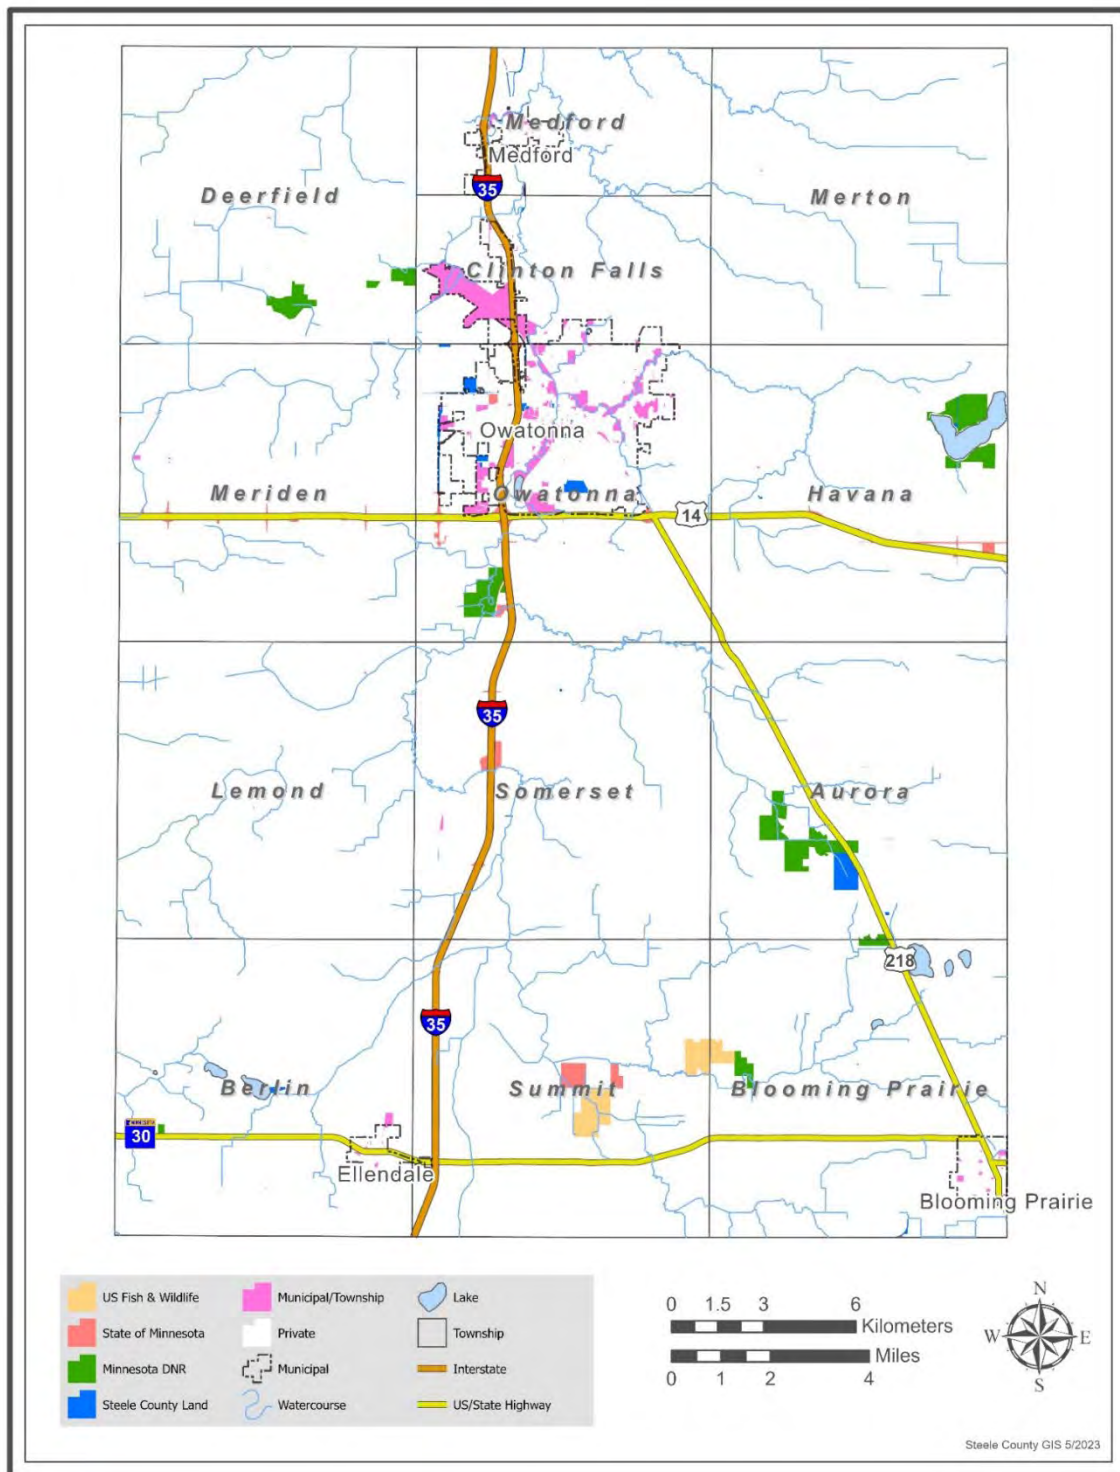 Medford
Medford
35
Deerfield
Merton
Clinton Falls
Owatonna
Meriden
Owatonna
Havana
14
35
Lemond
Somerset
Aurora
218
35
Berlin
Summit
Blooming Prairie
30
Ellendale
Blooming Prairie
US Fish & Wildlife
State of Minnesota
Minnesota DNR
Steele County Land
Municipal/Township
Private
Municipal
Watercourse
Lake
Township
Interstate
US/State Highway
0 1.5 3 6
Kilometers
Miles
0 1 2 4
N
W E
S
Steele County GIS 5/2023